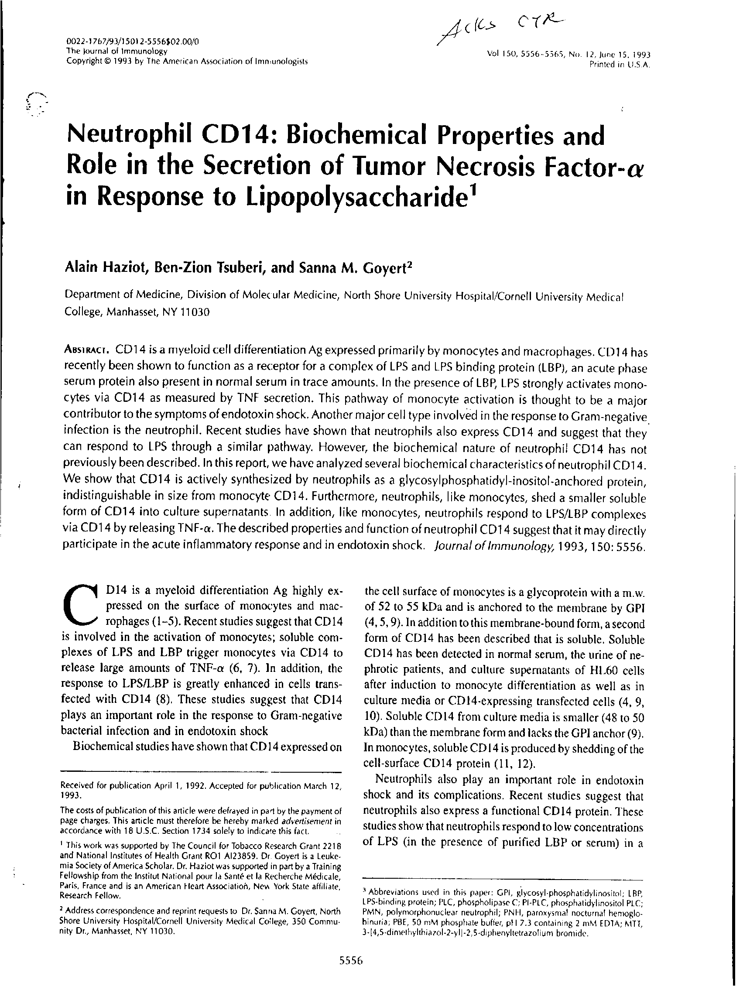 Acks CTR
0022-1767/93/15012-5556$02.00/0
The Journal of Immunology
Copyright © 1993 by The American Association of Immunologists
Vol 150, 5556-5565, No. 12, June 15, 1993
Printed in U.S.A.
Neutrophil CD14: Biochemical Properties and
Role in the Secretion of Tumor Necrosis Factor-α
in Response to Lipopolysaccharide¹
Alain Haziot, Ben-Zion Tsuberi, and Sanna M. Goyert²
Department of Medicine, Division of Molecular Medicine, North Shore University Hospital/Cornell University Medical
College, Manhasset, NY 11030
ABSTRACT. CD14 is a myeloid cell differentiation Ag expressed primarily by monocytes and macrophages. CD14 has
recently been shown to function as a receptor for a complex of LPS and LPS binding protein (LBP), an acute phase
serum protein also present in normal serum in trace amounts. In the presence of LBP, LPS strongly activates mono-
cytes via CD14 as measured by TNF secretion. This pathway of monocyte activation is thought to be a major
contributor to the symptoms of endotoxin shock. Another major cell type involved in the response to Gram-negative
infection is the neutrophil. Recent studies have shown that neutrophils also express CD14 and suggest that they
can respond to LPS through a similar pathway. However, the biochemical nature of neutrophil CD14 has not
previously been described. In this report, we have analyzed several biochemical characteristics of neutrophil CD14.
We show that CD14 is actively synthesized by neutrophils as a glycosylphosphatidyl-inositol-anchored protein,
indistinguishable in size from monocyte CD14. Furthermore, neutrophils, like monocytes, shed a smaller soluble
form of CD14 into culture supernatants. In addition, like monocytes, neutrophils respond to LPS/LBP complexes
via CD14 by releasing TNF-α. The described properties and function of neutrophil CD14 suggest that it may directly
participate in the acute inflammatory response and in endotoxin shock. Journal of Immunology, 1993, 150: 5556.
CD14 is a myeloid differentiation Ag highly ex-
pressed on the surface of monocytes and mac-
rophages (1-5). Recent studies suggest that CD14
is involved in the activation of monocytes; soluble com-
plexes of LPS and LBP trigger monocytes via CD14 to
release large amounts of TNF-α (6, 7). In addition, the
response to LPS/LBP is greatly enhanced in cells trans-
fected with CD14 (8). These studies suggest that CD14
plays an important role in the response to Gram-negative
bacterial infection and in endotoxin shock
Biochemical studies have shown that CD14 expressed on
Received for publication April 1, 1992. Accepted for publication March 12,
1993.
The costs of publication of this article were defrayed in part by the payment of
page charges. This article must therefore be hereby marked advertisement in
accordance with 18 U.S.C. Section 1734 solely to indicate this fact.
¹ This work was supported by The Council for Tobacco Research Grant 2218
and National Institutes of Health Grant RO1 AI23859. Dr Goyert is a Leuke-
mia Society of America Scholar. Dr. Haziot was supported in part by a Training
Fellowship from the Institut National pour la Santé et la Recherche Médicale,
Paris, France and is an American Heart Association, New York State affiliate,
Research Fellow.
² Address correspondence and reprint requests to Dr. Sanna M. Goyert, North
Shore University Hospital/Cornell University Medical College, 350 Commu-
nity Dr., Manhasset, NY 11030.
the cell surface of monocytes is a glycoprotein with a m.w.
of 52 to 55 kDa and is anchored to the membrane by GPI
(4, 5, 9). In addition to this membrane-bound form, a second
form of CD14 has been described that is soluble. Soluble
CD14 has been detected in normal serum, the urine of ne-
phrotic patients, and culture supernatants of HL60 cells
after induction to monocyte differentiation as well as in
culture media or CD14-expressing transfected cells (4, 9,
10). Soluble CD14 from culture media is smaller (48 to 50
kDa) than the membrane form and lacks the GPI anchor (9).
In monocytes, soluble CD14 is produced by shedding of the
cell-surface CD14 protein (11, 12).
Neutrophils also play an important role in endotoxin
shock and its complications. Recent studies suggest that
neutrophils also express a functional CD14 protein. These
studies show that neutrophils respond to low concentrations
of LPS (in the presence of purified LBP or serum) in a
³ Abbreviations used in this paper: GPI, glycosyl-phosphatidylinositol; LBP,
LPS-binding protein; PLC, phospholipase C; PI-PLC, phosphatidylinositol PLC;
PMN, polymorphonuclear neutrophil; PNH, paroxysmal nocturnal hemoglo-
binuria; PBE, 50 mM phosphate buffer, pH 7.3 containing 2 mM EDTA; MTT,
3-[4,5-dimethylthiazol-2-yl]-2,5-diphenyltetrazolium bromide.
5556